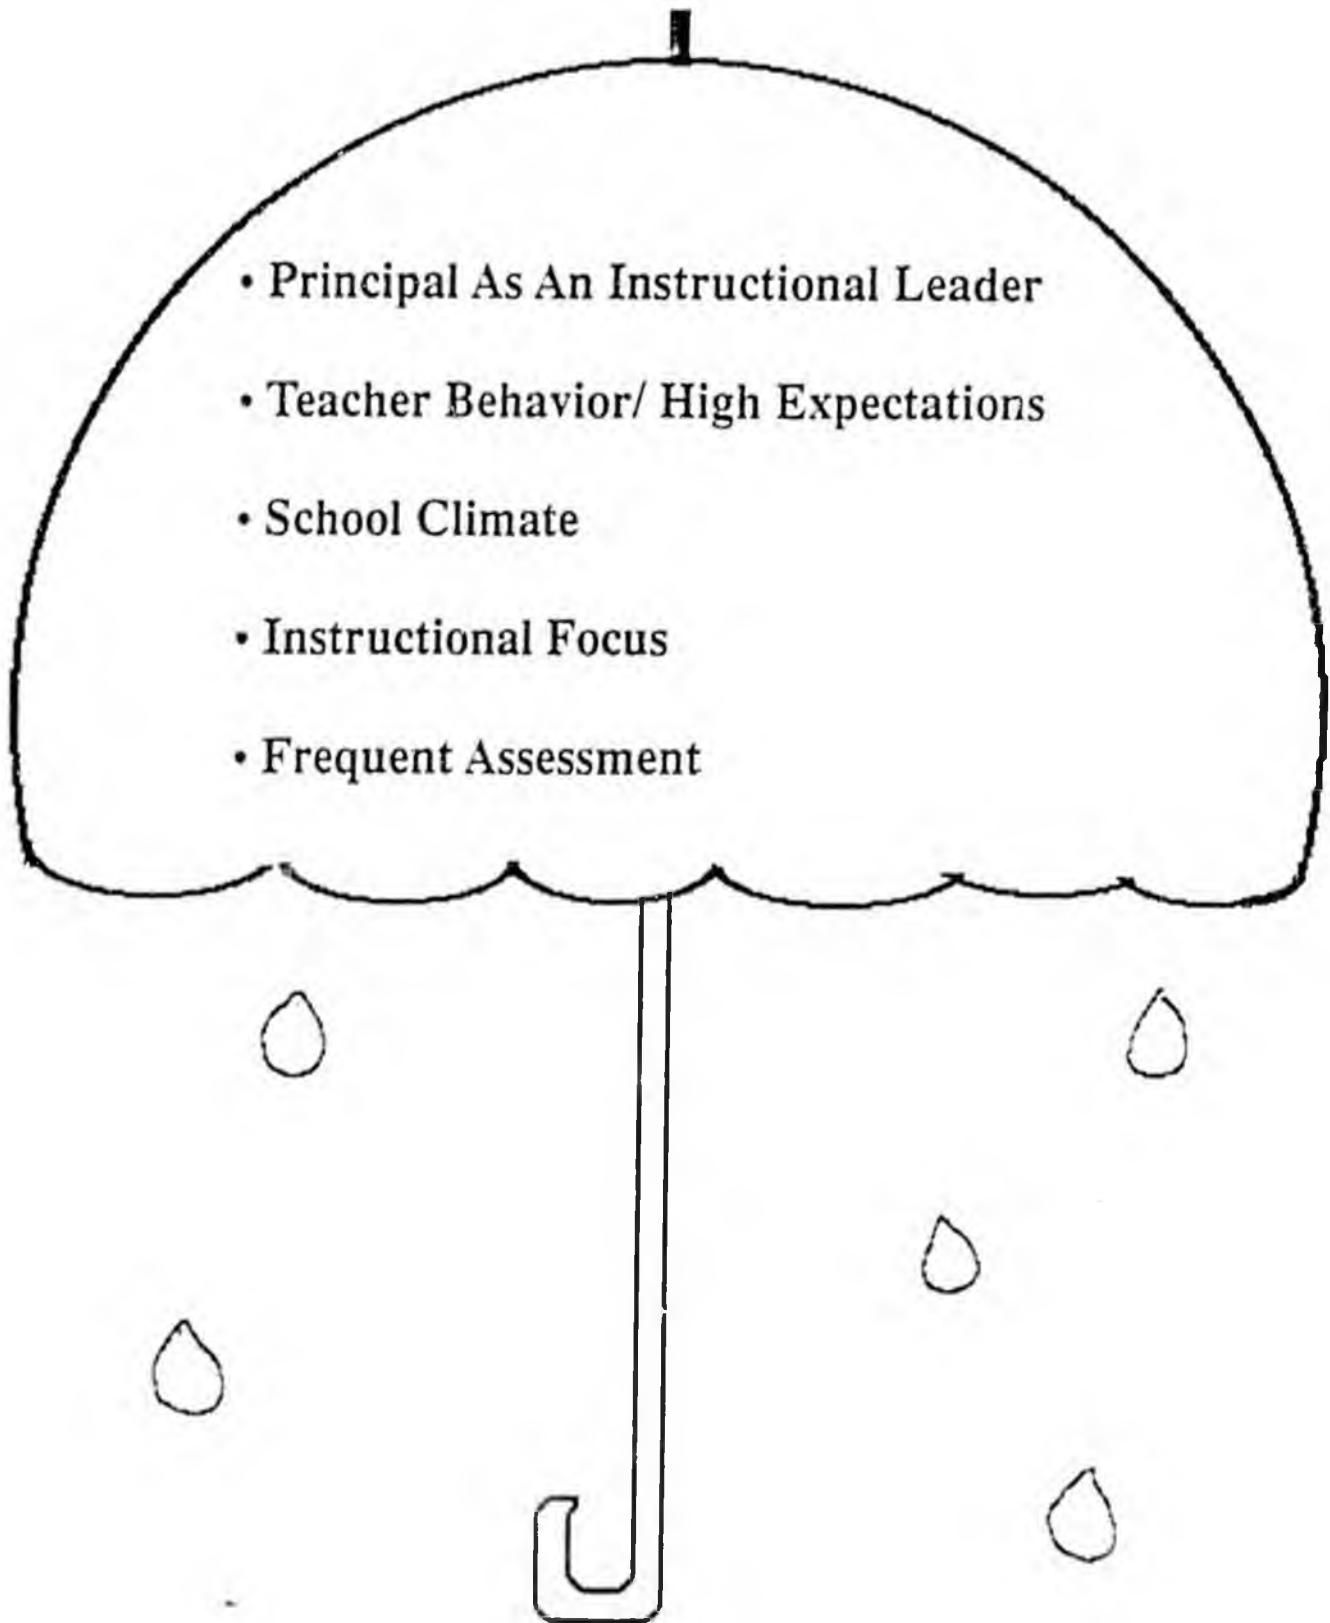 • Principal As An Instructional Leader
• Teacher Behavior/ High Expectations
• School Climate
• Instructional Focus
• Frequent Assessment